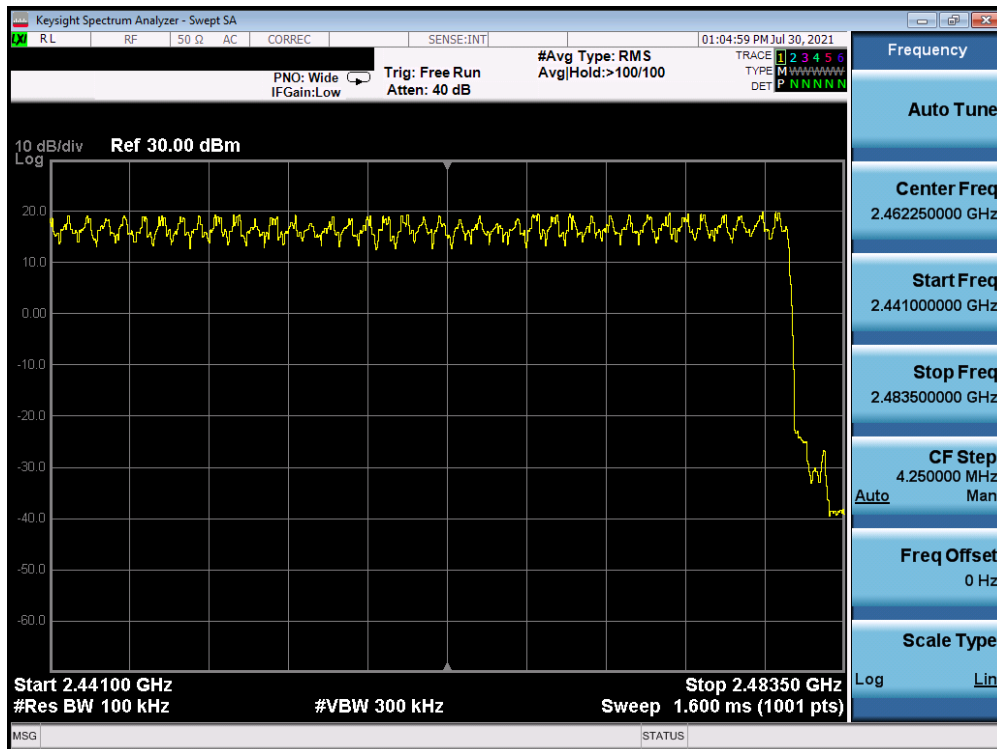 Keysight Spectrum Analyzer - Swept SA
LXI RL RF 50 Ω AC CORREC SENSE:INT 01:04:59 PM Jul 30, 2021
PNO: Wide
IFGain:Low
Trig: Free Run
Atten: 40 dB
#Avg Type: RMS
Avg|Hold:>100/100
TRACE 1 2 3 4 5 6
TYPE M WWWWW
DET P N N N N N
10 dB/div
Log
Ref 30.00 dBm
20.0
10.0
0.00
-10.0
-20.0
-30.0
-40.0
-50.0
-60.0
Start 2.44100 GHz
Stop 2.48350 GHz
#Res BW 100 kHz
#VBW 300 kHz
Sweep 1.600 ms (1001 pts)
MSG
STATUS
Frequency
Auto Tune
Center Freq
2.462250000 GHz
Start Freq
2.441000000 GHz
Stop Freq
2.483500000 GHz
CF Step
4.250000 MHz
Auto Man
Freq Offset
0 Hz
Scale Type
Log Lin